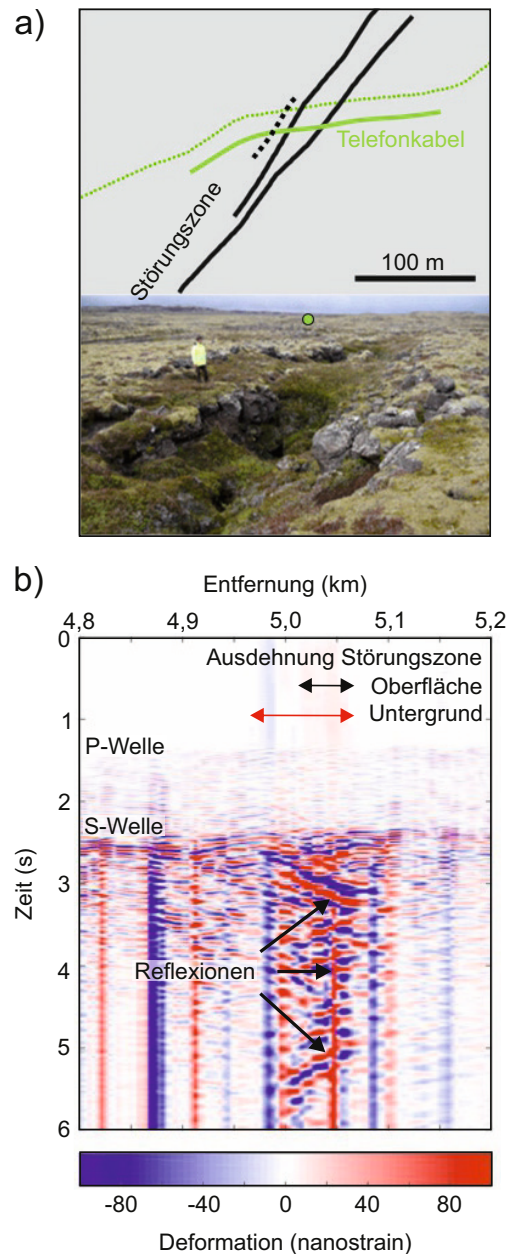 a)
Telefonkabel
Störungszone
100 m
b)
Entfernung (km)
4,8 4,9 5,0 5,1 5,2
Ausdehnung Störungszone
Oberfläche
Untergrund
P-Welle
S-Welle
Reflexionen
Zeit (s)
0
1
2
3
4
5
6
-80 -40 0 40 80
Deformation (nanostrain)